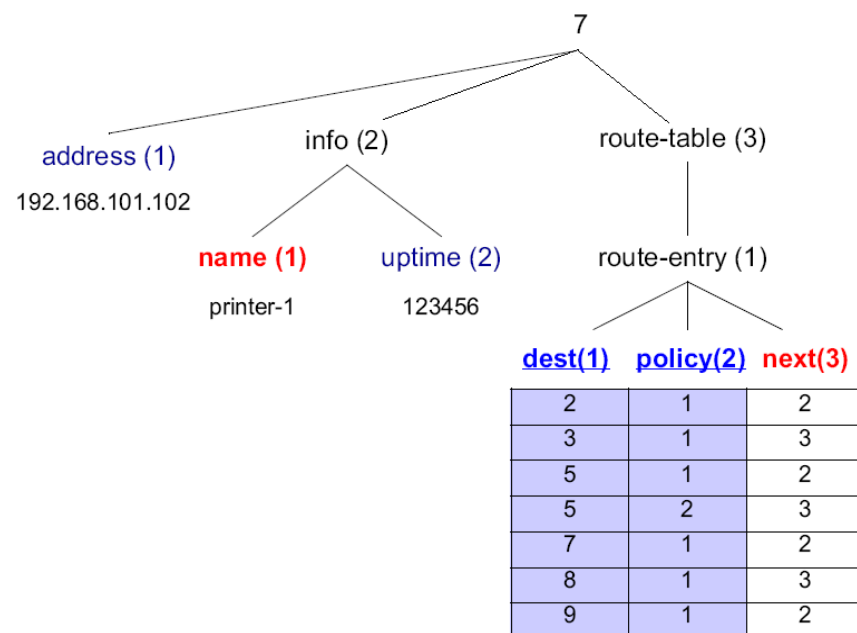 7
address (1)
info (2)
route-table (3)
192.168.101.102
name (1)
uptime (2)
route-entry (1)
printer-1
123456
dest(1) policy(2) next(3)
2 1 2
3 1 3
5 1 2
5 2 3
7 1 2
8 1 3
9 1 2